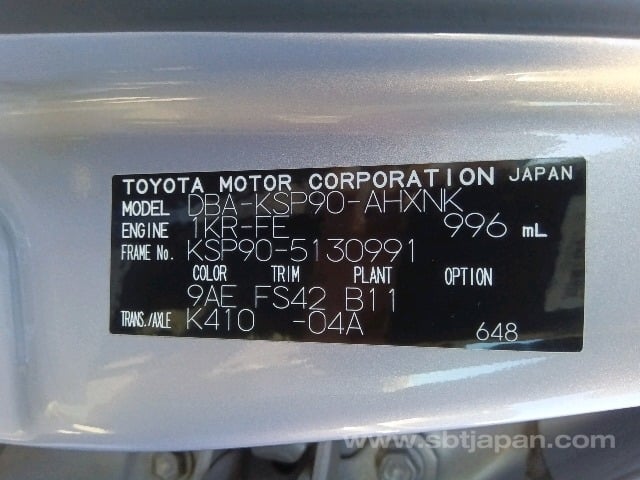 TOYOTA MOTOR CORPORATION JAPAN
MODEL DBA-KSP90-AHXNK
ENGINE 1KR-FE 996 mL
FRAME No. KSP90-5130991
COLOR TRIM PLANT OPTION
9AE FS42 B11
TRANS./AXLE K410 -04A 648
www.sbtjapan.com